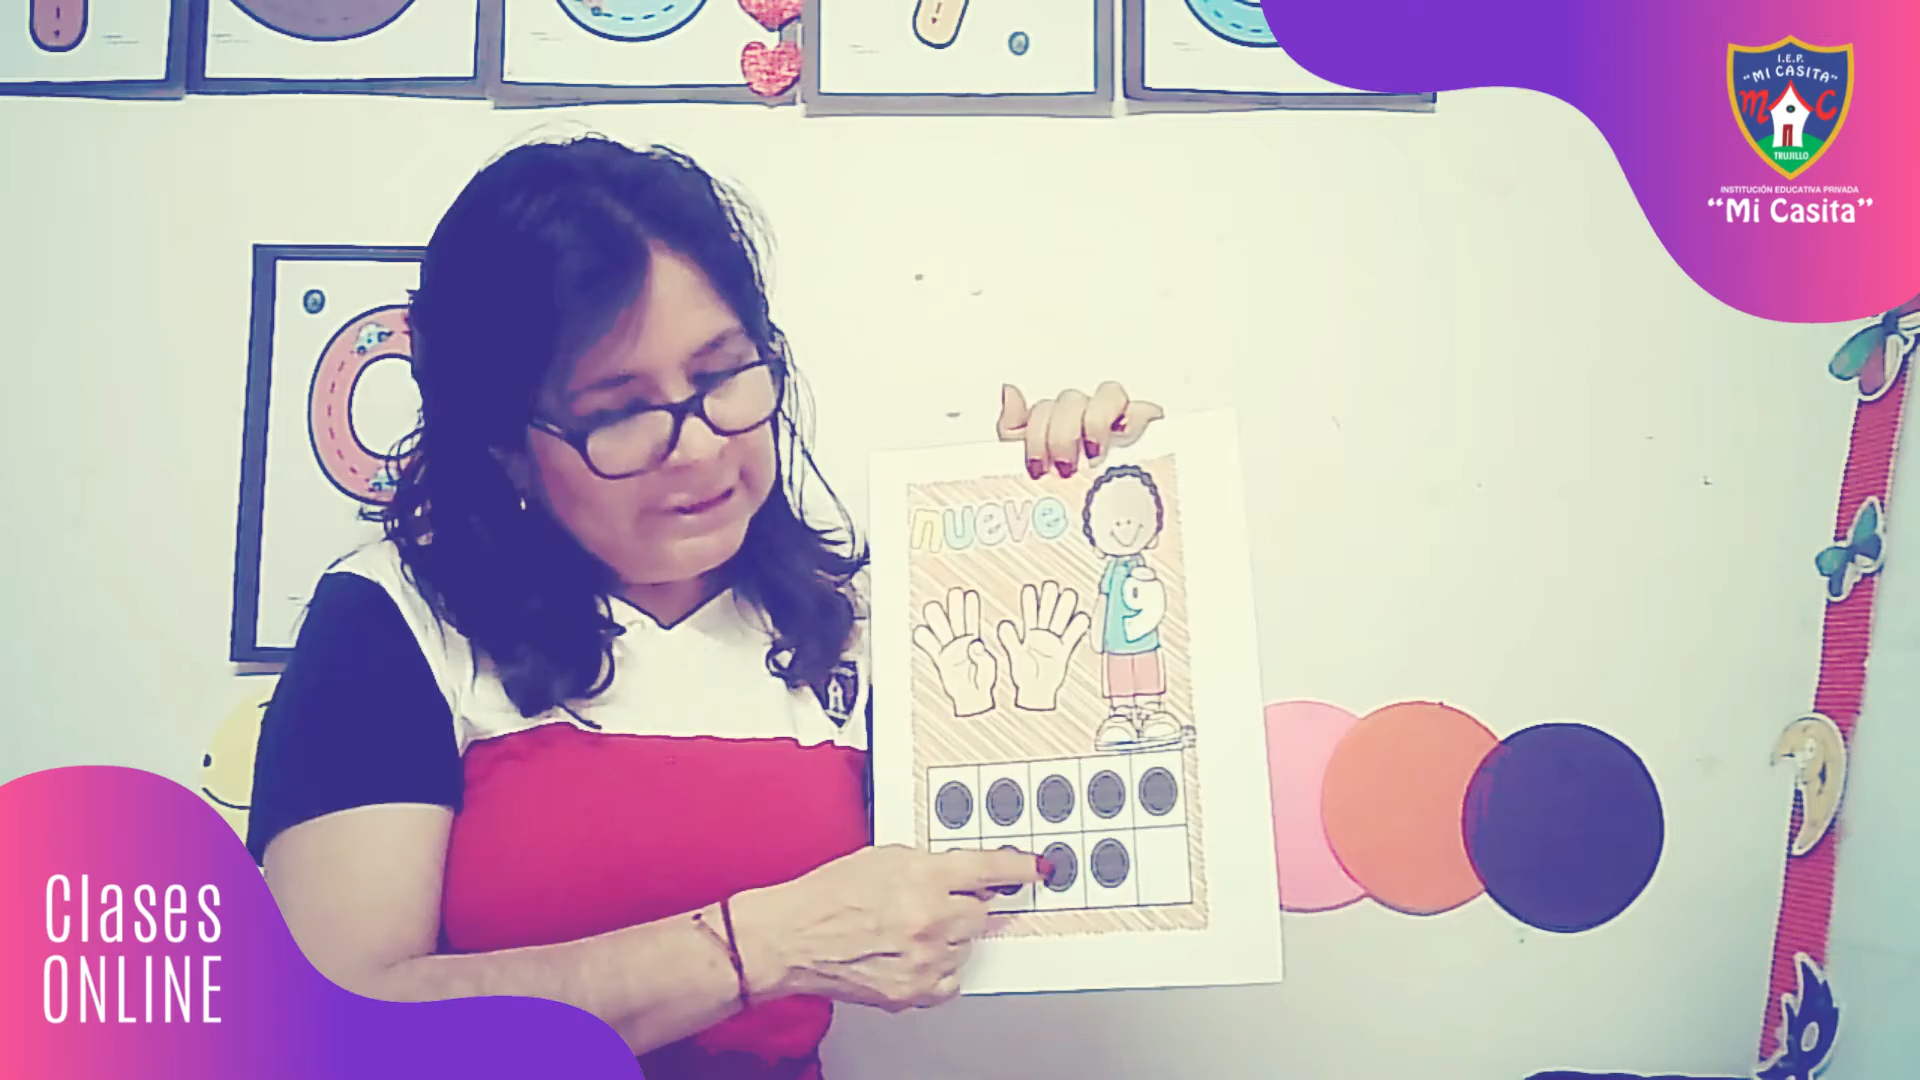 I.E.P.
"MI CASITA"
M C
TRUJILLO
INSTITUCIÓN EDUCATIVA PRIVADA
"Mi Casita"
nueve
9
Clases
ONLINE